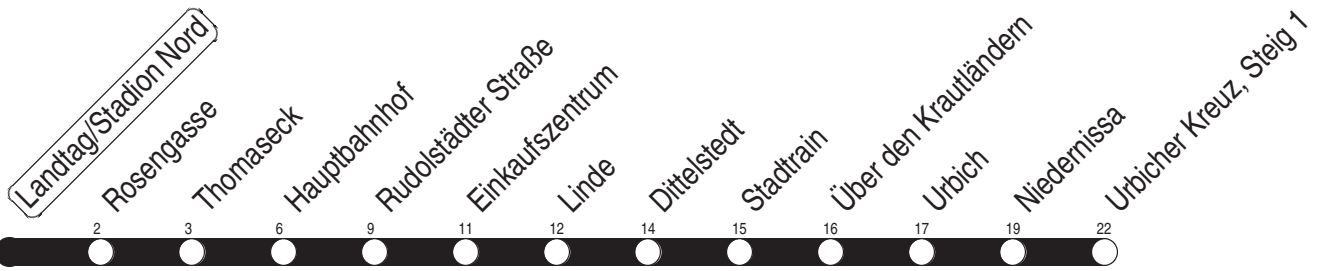 Landtag/Stadion Nord
Rosengasse
Thomaseck
Hauptbahnhof
Rudolstädter Straße
Einkaufszentrum
Linde
Dittelstedt
Stadtrain
Über den Krautländern
Urbich
Niedernissa
Urbicher Kreuz, Steig 1
2 3 6 9 11 12 14 15 16 17 19 22